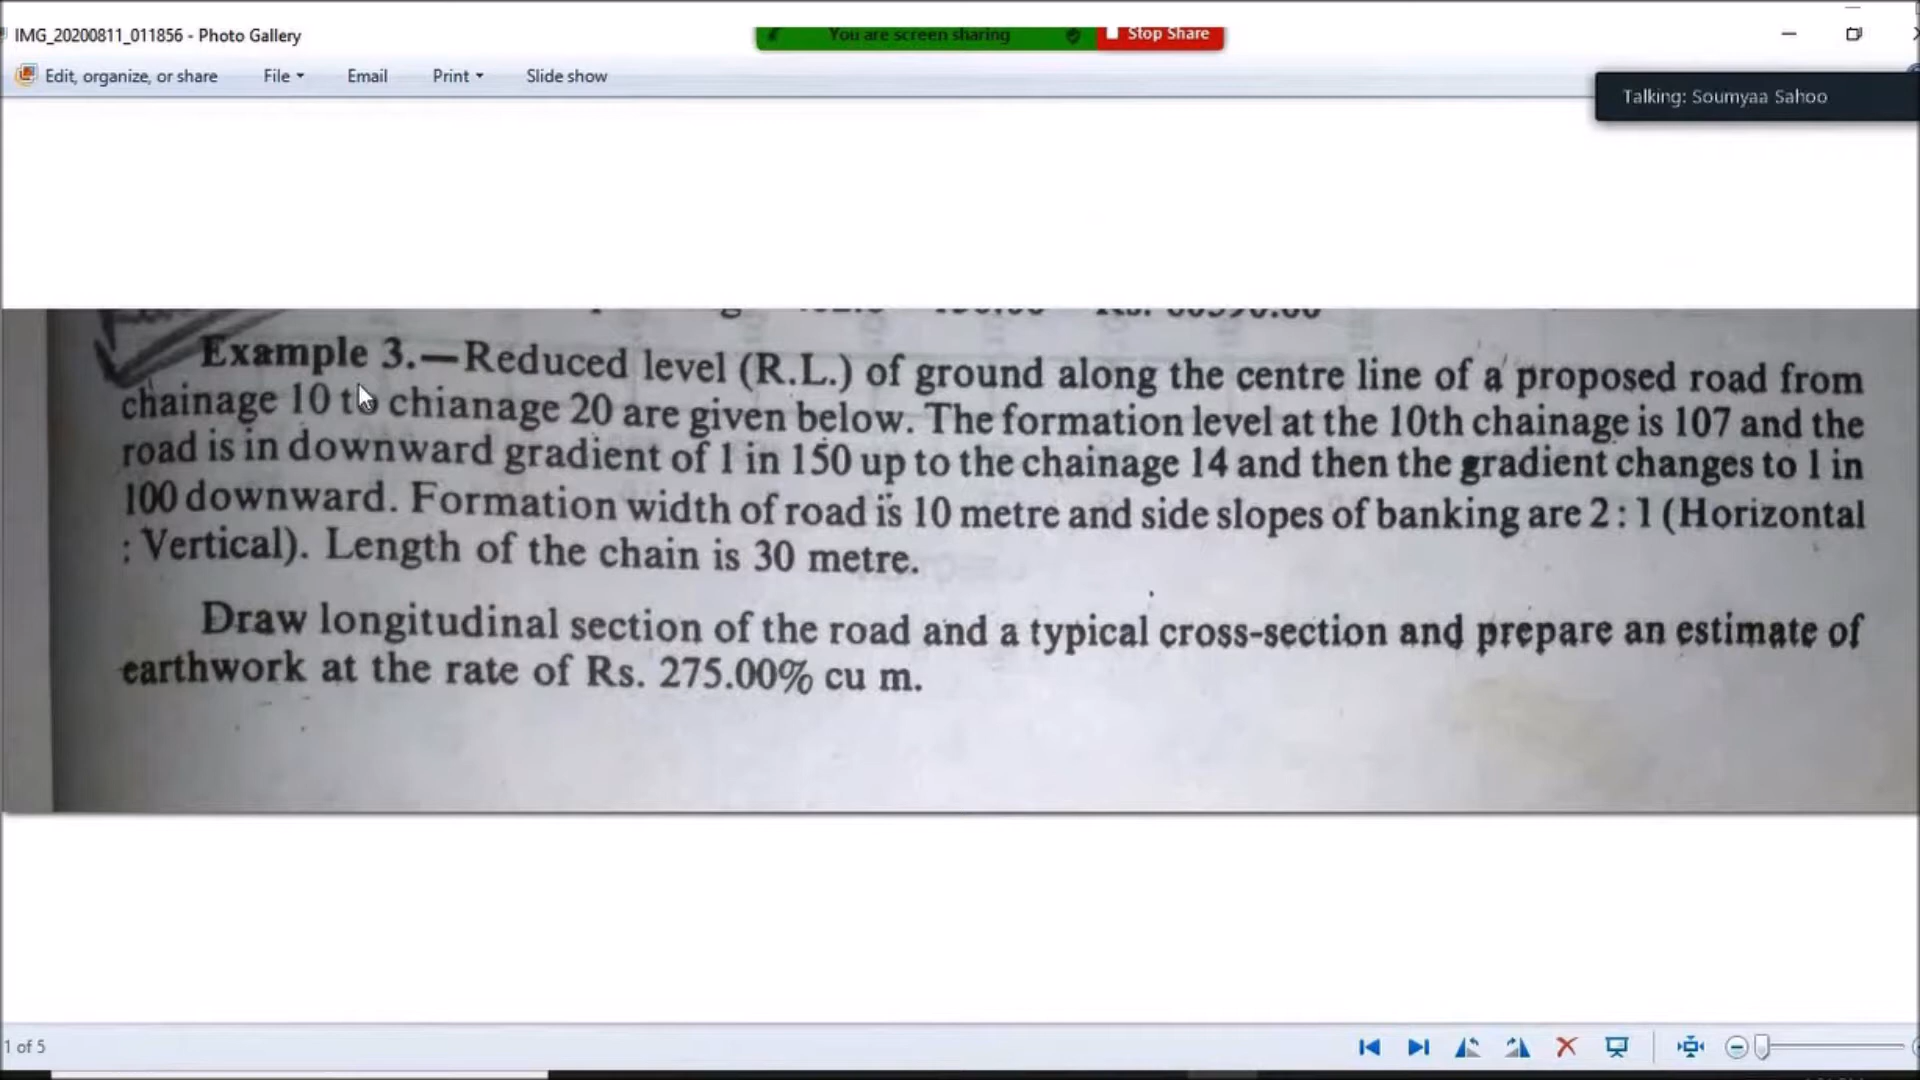 IMG_20200811_011856 - Photo Gallery
You are screen sharing
Stop Share
Edit, organize, or share File Email Print Slide show
Talking: Soumyaa Sahoo
Example 3.—Reduced level (R.L.) of ground along the centre line of a proposed road from
chainage 10 to chianage 20 are given below. The formation level at the 10th chainage is 107 and the
road is in downward gradient of 1 in 150 up to the chainage 14 and then the gradient changes to 1 in
100 downward. Formation width of road is 10 metre and side slopes of banking are 2 : 1 (Horizontal
: Vertical). Length of the chain is 30 metre.
Draw longitudinal section of the road and a typical cross-section and prepare an estimate of
earthwork at the rate of Rs. 275.00% cu m.
1 of 5